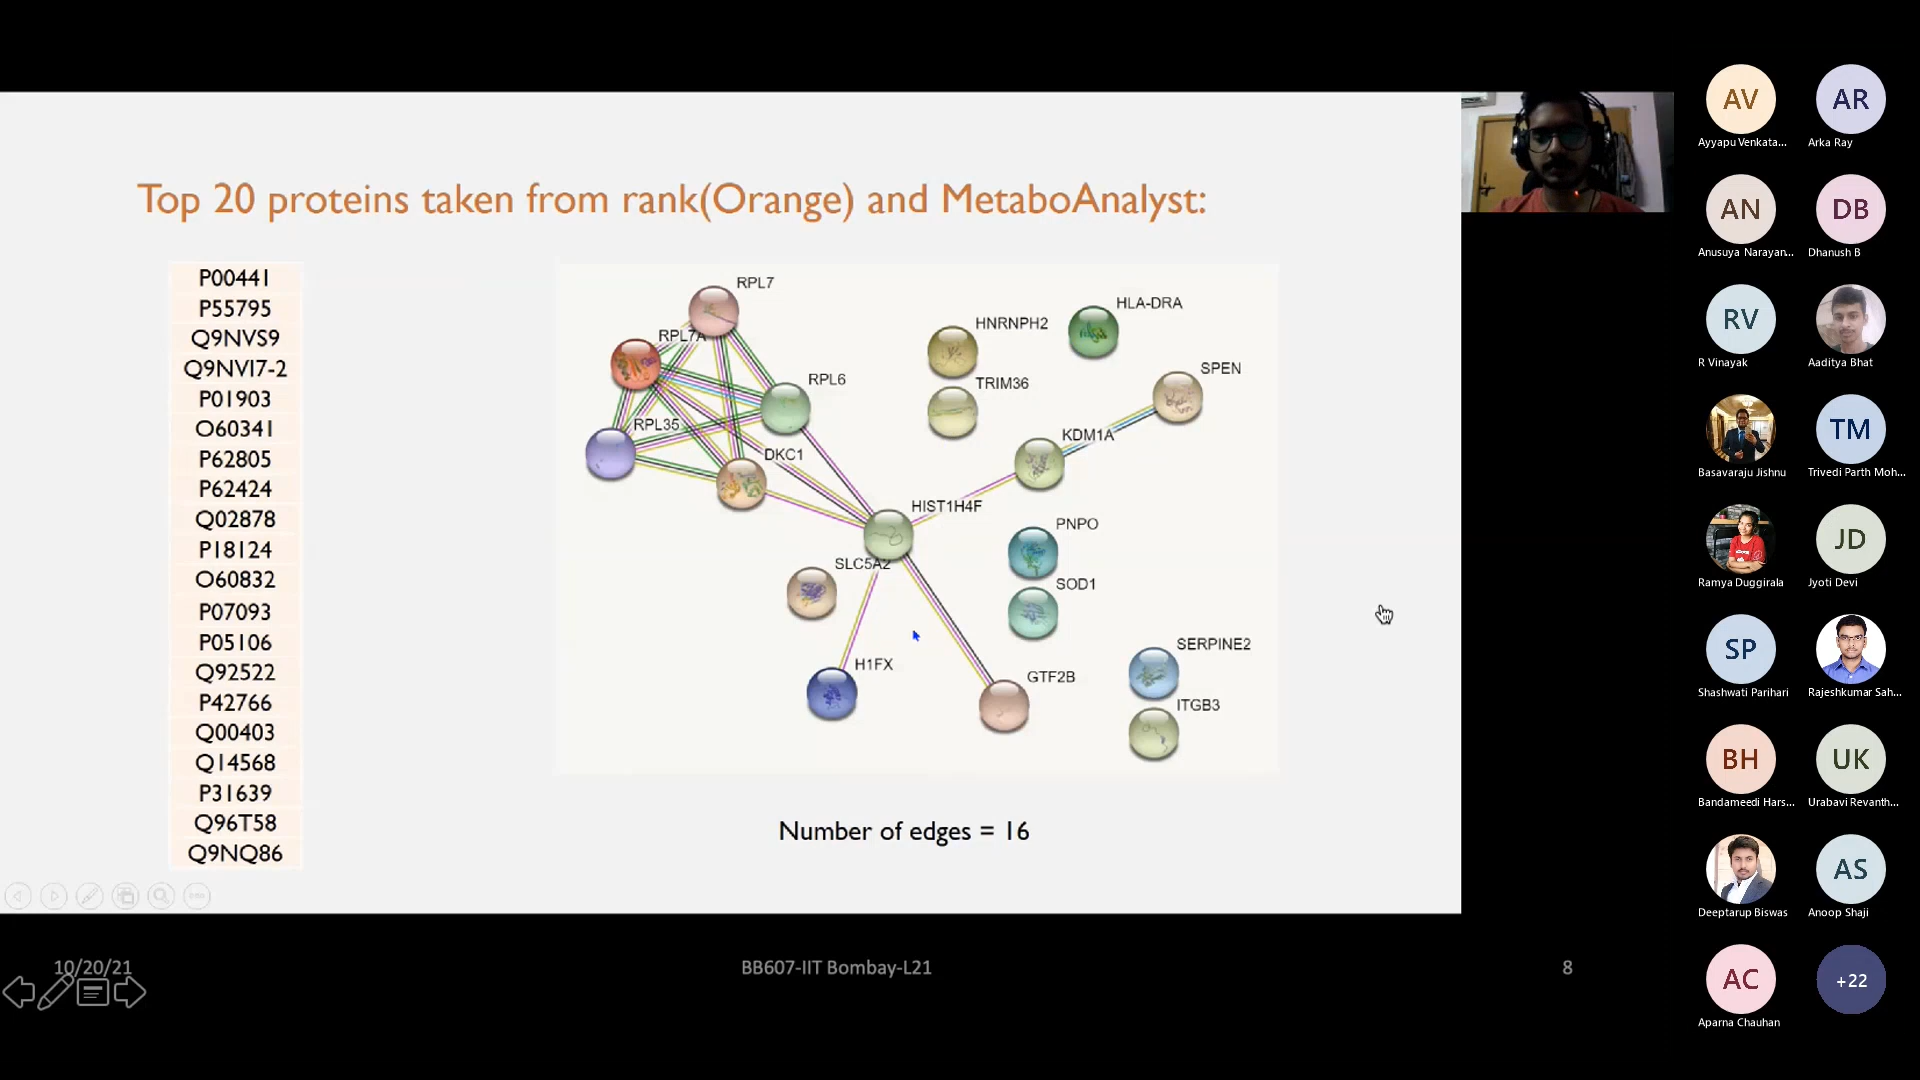 Top 20 proteins taken from rank(Orange) and MetaboAnalyst:
P00441
P55795
Q9NVS9
Q9NVI7-2
P01903
O60341
P62805
P62424
Q02878
P18124
O60832
P07093
P05106
Q92522
P42766
Q00403
Q14568
P31639
Q96T58
Q9NQ86
RPL7
RPL7A
RPL6
RPL35
DKC1
HNRNPH2
HLA-DRA
TRIM36
SPEN
KDM1A
HIST1H4F
PNPO
SLC5A2
SOD1
H1FX
GTF2B
SERPINE2
ITGB3
Number of edges = 16
10/20/21
BB607-IIT Bombay-L21
8
AV
AR
Ayyapu Venkata...
Arka Ray
AN
DB
Anusuya Narayan...
Dhanush B
RV
R Vinayak
Aaditya Bhat
TM
Basavaraju Jishnu
Trivedi Parth Moh...
JD
Ramya Duggirala
Jyoti Devi
SP
Shashwati Parihari
Rajeshkumar Sah...
BH
UK
Bandameedi Hars...
Urabavi Revanth...
AS
Deeptarup Biswas
Anoop Shaji
AC
+22
Aparna Chauhan